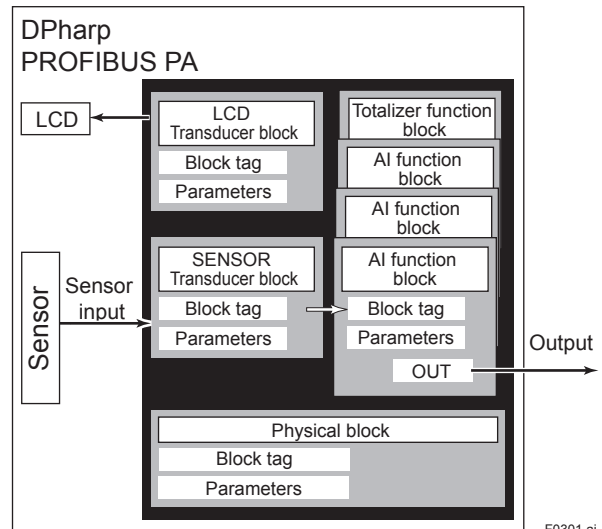 DPharp
PROFIBUS PA
LCD
LCD
Transducer block
Block tag
Parameters
Totalizer function
block
AI function
block
AI function
block
AI function
block
Block tag
Parameters
OUT
Output
Sensor
Sensor
input
SENSOR
Transducer block
Block tag
Parameters
Physical block
Block tag
Parameters